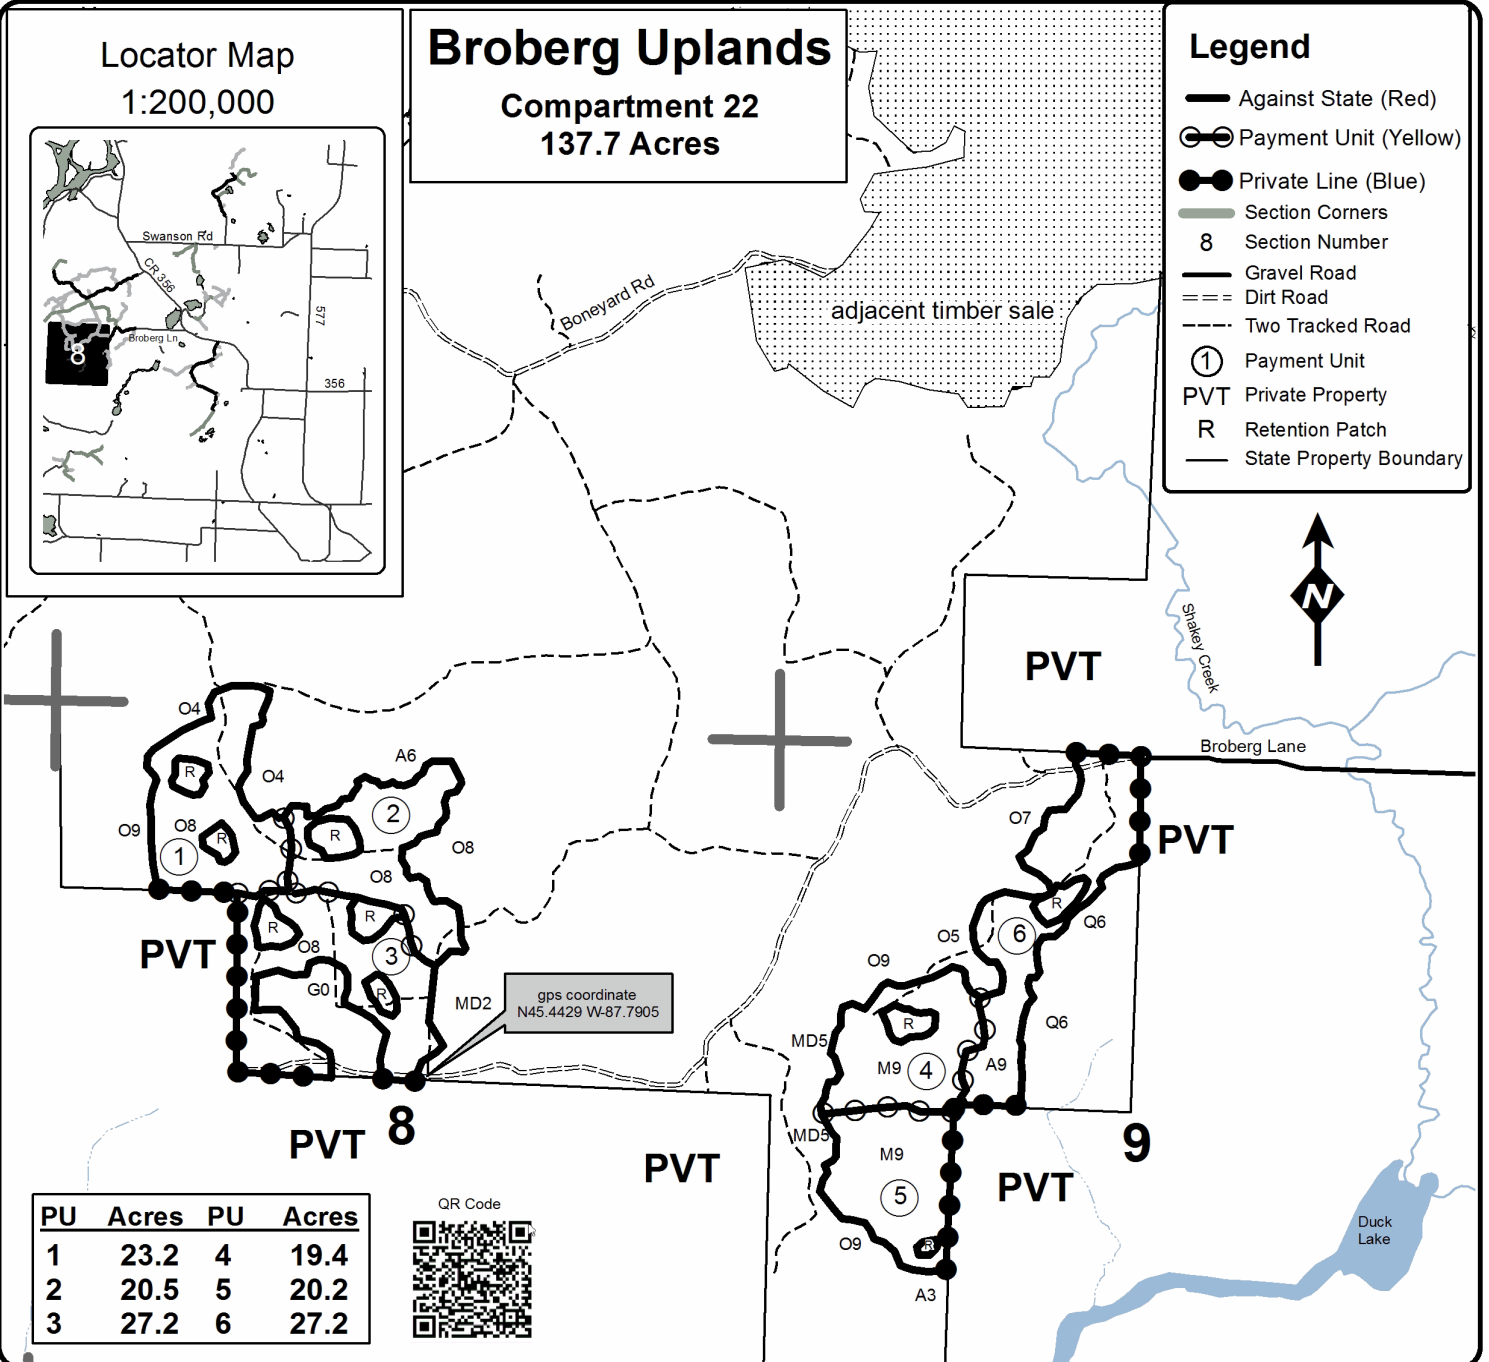 Locator Map
1:200,000
Swanson Rd
CR 356
577
Broberg Ln
8
356
Broberg Uplands
Compartment 22
137.7 Acres
Legend
Against State (Red)
Payment Unit (Yellow)
Private Line (Blue)
Section Corners
8 Section Number
Gravel Road
Dirt Road
Two Tracked Road
1 Payment Unit
PVT Private Property
R Retention Patch
State Property Boundary
N
Boneyard Rd
adjacent timber sale
Shakey Creek
PVT
Broberg Lane
PVT
O4
O4
R
A6
2
O9
O8
R
1
R
O8
O8
PVT
R
O8
R
3
G0
R
MD2
gps coordinate
N45.4429 W-87.7905
O7
R
Q6
6
O5
O9
R
Q6
MD5
M9
4
A9
MD5
M9
5
O9
R
A3
8
PVT
PVT
PVT
9
Duck
Lake
QR Code
PU Acres PU Acres
1 23.2 4 19.4
2 20.5 5 20.2
3 27.2 6 27.2